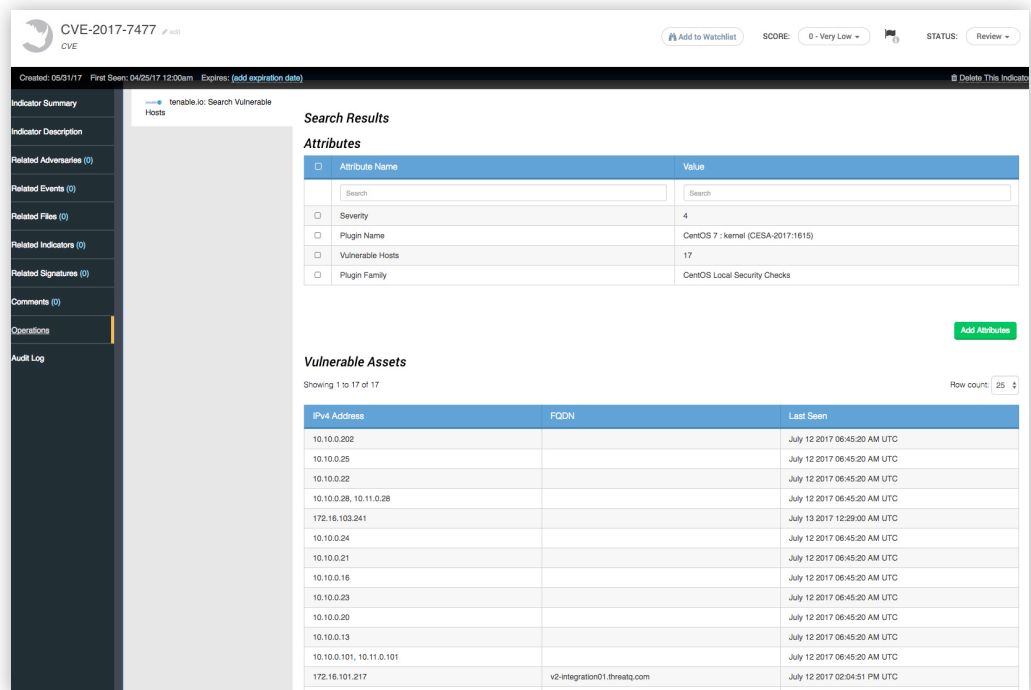 CVE-2017-7477 edit
CVE
Add to Watchlist SCORE: 0 - Very Low STATUS: Review
Created: 05/31/17 First Seen: 04/25/17 12:00am Expires: (add expiration date) Delete This Indicato
Indicator Summary
Indicator Description
Related Adversaries (0)
Related Events (0)
Related Files (0)
Related Indicators (0)
Related Signatures (0)
Comments (0)
Operations
Audit Log
tenable.io: Search Vulnerable
Hosts
Search Results
Attributes
Attribute Name Value
Search Search
Severity 4
Plugin Name CentOS 7 : kernel (CESA-2017:1615)
Vulnerable Hosts 17
Plugin Family CentOS Local Security Checks
Add Attributes
Vulnerable Assets
Showing 1 to 17 of 17 Row count: 25
IPv4 Address FQDN Last Seen
10.10.0.202 July 12 2017 06:45:20 AM UTC
10.10.0.25 July 12 2017 06:45:20 AM UTC
10.10.0.22 July 12 2017 06:45:20 AM UTC
10.10.0.28, 10.11.0.28 July 12 2017 06:45:20 AM UTC
172.16.103.241 July 13 2017 12:29:00 AM UTC
10.10.0.24 July 12 2017 06:45:20 AM UTC
10.10.0.21 July 12 2017 06:45:20 AM UTC
10.10.0.16 July 12 2017 06:45:20 AM UTC
10.10.0.23 July 12 2017 06:45:20 AM UTC
10.10.0.20 July 12 2017 06:45:20 AM UTC
10.10.0.13 July 12 2017 06:45:20 AM UTC
10.10.0.101, 10.11.0.101 July 12 2017 06:45:20 AM UTC
172.16.101.217 v2-integration01.threatq.com July 12 2017 02:04:51 PM UTC